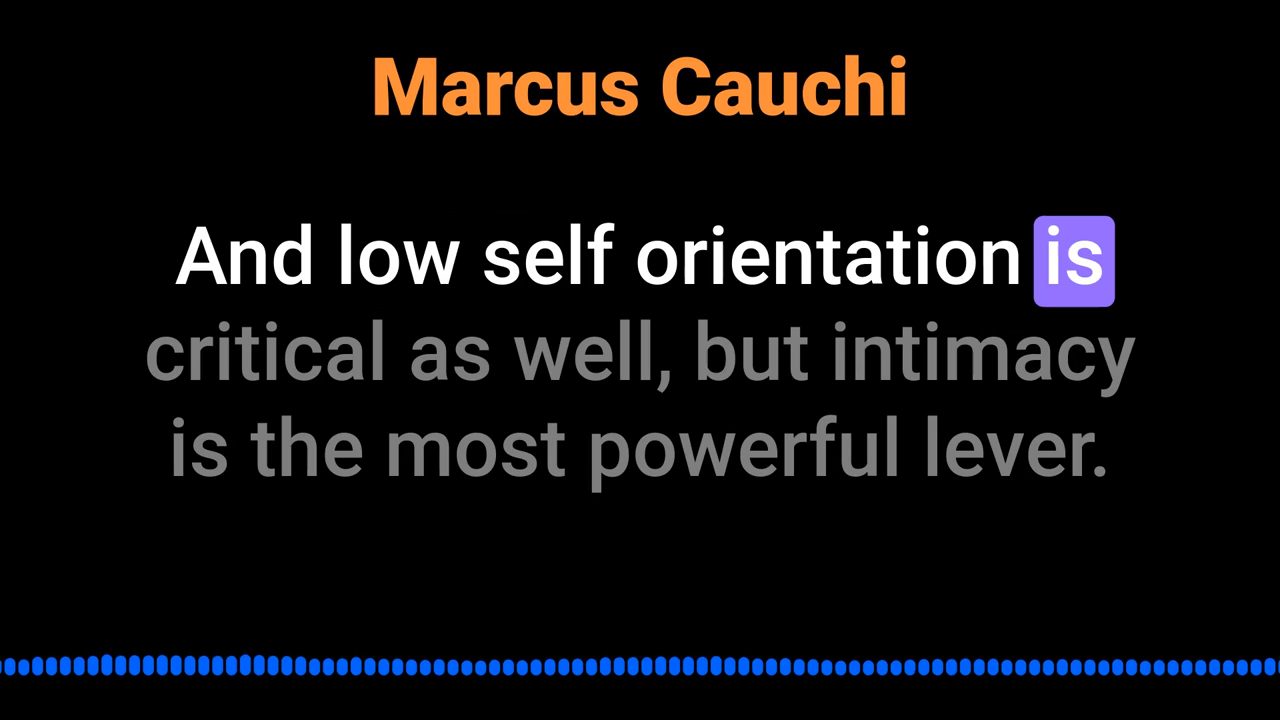 Marcus Cauchi
And low self orientation is
critical as well, but intimacy
is the most powerful lever.